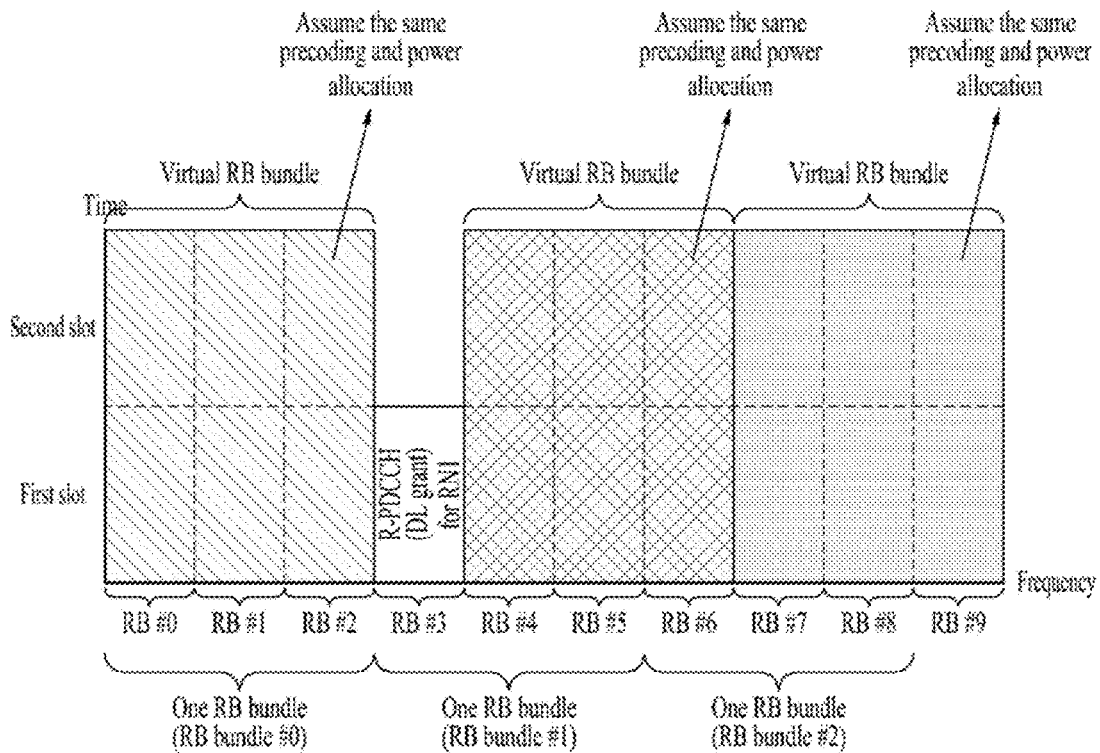 Assume the same
precoding and power
allocation
Assume the same
precoding and power
allocation
Assume the same
precoding and power
allocation
Virtual RB bundle
Virtual RB bundle
Virtual RB bundle
Time
Second slot
First slot
R-PDCCH
(DL grant)
for RN1
Frequency
RB #0
RB #1
RB #2
RB #3
RB #4
RB #5
RB #6
RB #7
RB #8
RB #9
One RB bundle
(RB bundle #0)
One RB bundle
(RB bundle #1)
One RB bundle
(RB bundle #2)